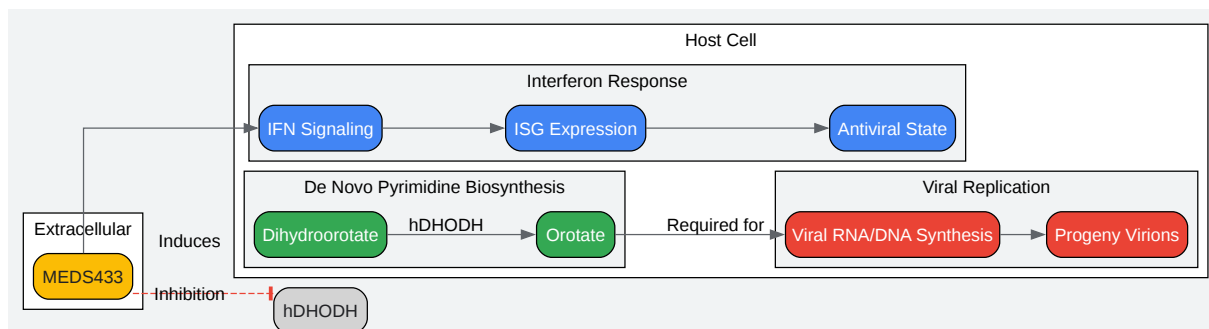 Host Cell
Interferon Response
IFN Signaling
ISG Expression
Antiviral State
De Novo Pyrimidine Biosynthesis
Viral Replication
Dihydroorotate
hDHODH
Orotate
Required for
Viral RNA/DNA Synthesis
Progeny Virions
Extracellular
Induces
MEDS433
Inhibition
hDHODH